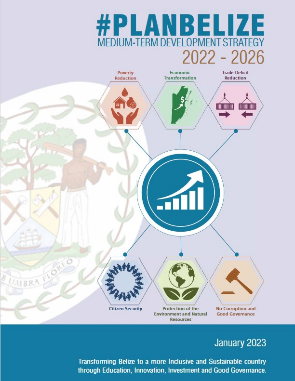 #PLANBELIZE
MEDIUM-TERM DEVELOPMENT STRATEGY
2022 - 2026
Poverty
Reduction
Economic
Transformation
Trade Deficit
Reduction
Citizen Security
Protection of the
Environment and Natural
Resources
No Corruption and
Good Governance
UMBRA FLORE
January 2023
Transforming Belize to a more Inclusive and Sustainable country
through Education, Innovation, Investment and Good Governance.